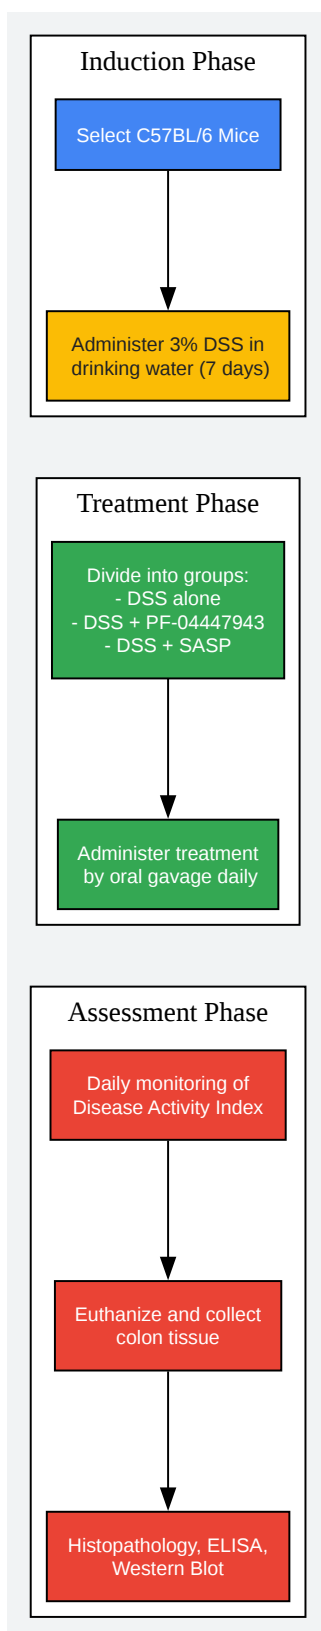 Induction Phase
Select C57BL/6 Mice
Administer 3% DSS in
drinking water (7 days)
Treatment Phase
Divide into groups:
- DSS alone
- DSS + PF-04447943
- DSS + SASP
Administer treatment
by oral gavage daily
Assessment Phase
Daily monitoring of
Disease Activity Index
Euthanize and collect
colon tissue
Histopathology, ELISA,
Western Blot